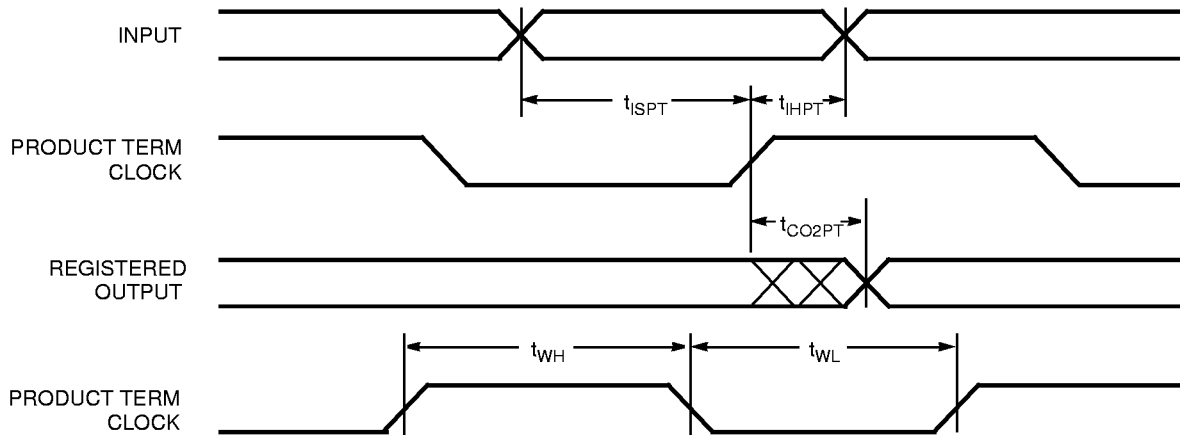 INPUT
tISPT
tIHPT
PRODUCT TERM
CLOCK
tCO2PT
REGISTERED
OUTPUT
tWH
tWL
PRODUCT TERM
CLOCK